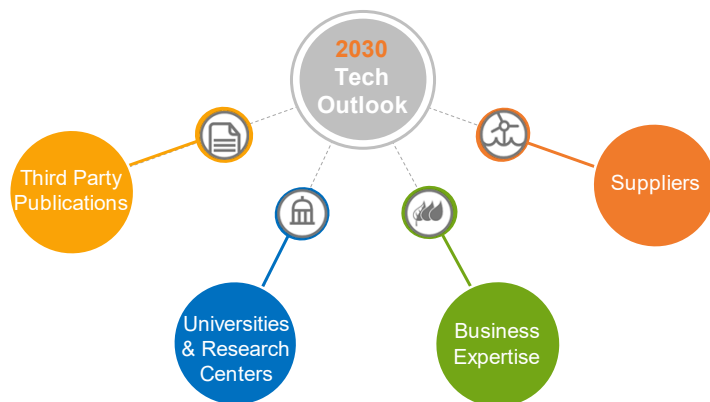 2030
Tech
Outlook
Third Party
Publications
Suppliers
Universities
& Research
Centers
Business
Expertise